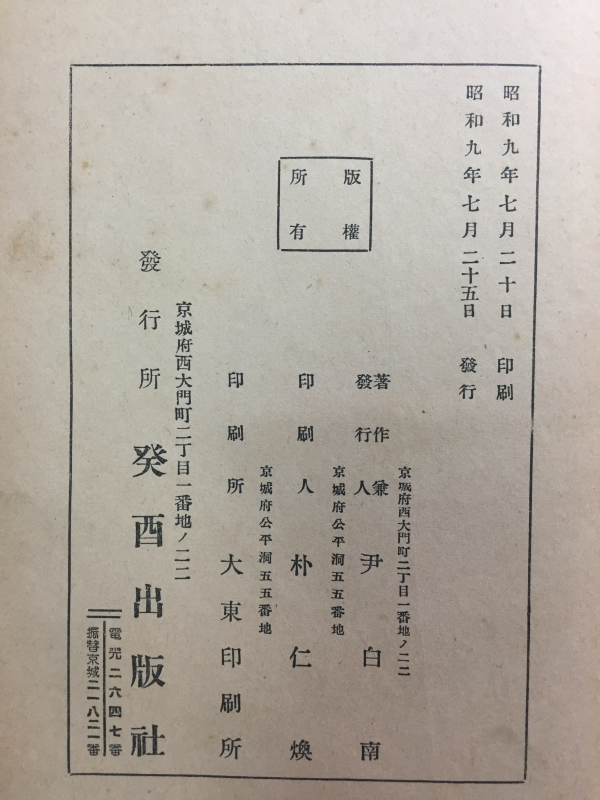 昭和九年七月二十日 印刷
昭和九年七月二十五日 發行
版權
所有
京城府西大門町二丁目一番地ノ二二
著作兼
發行人 尹白南
京城府公平洞五五番地
印刷人 朴仁煥
京城府公平洞五五番地
印刷所 大東印刷所
京城府西大門町二丁目一番地ノ二二
發行所 癸酉出版社
電光二六四七番
振替京城二一八二一番